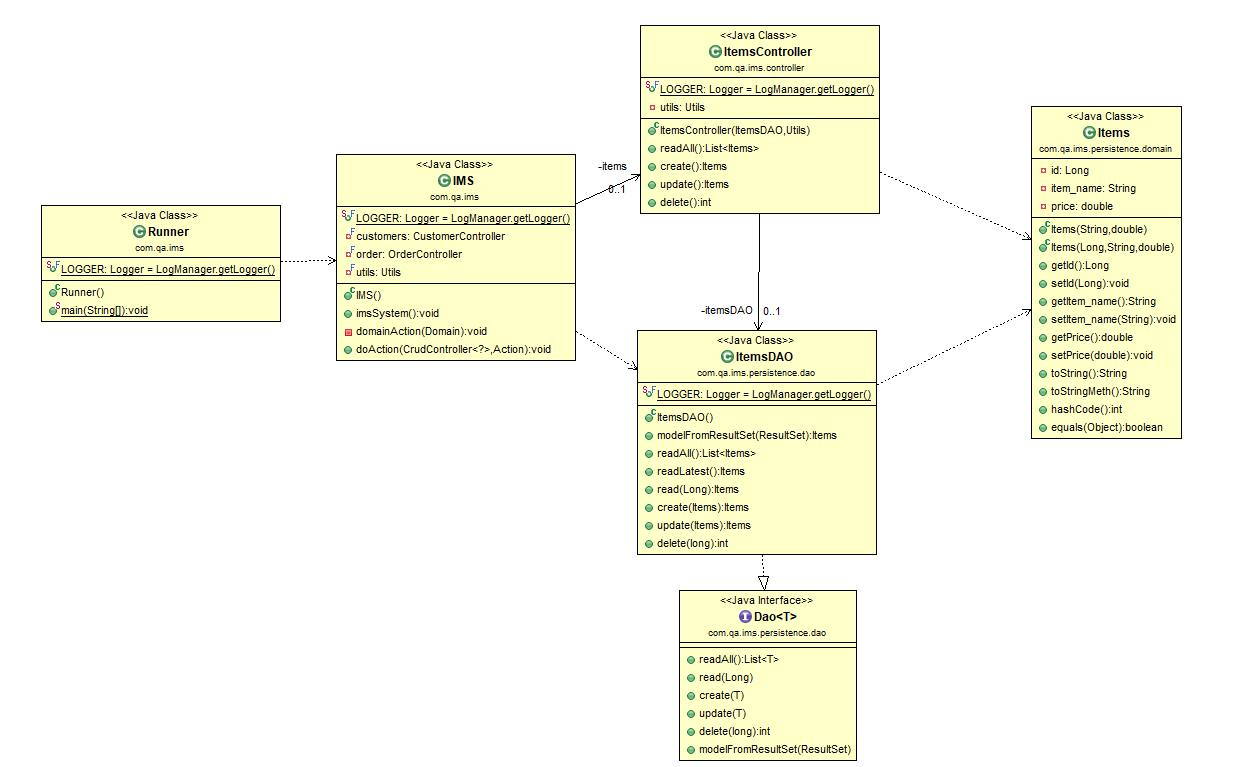 <<Java Class>>
Runner
com.qa.ims
LOGGER: Logger = LogManager.getLogger()
Runner()
main(String[]):void
<<Java Class>>
IMS
com.qa.ims
LOGGER: Logger = LogManager.getLogger()
customers: CustomerController
order: OrderController
utils: Utils
IMS()
imsSystem():void
domainAction(Domain):void
doAction(CrudController<?>,Action):void
-items
0..1
<<Java Class>>
ItemsController
com.qa.ims.controller
LOGGER: Logger = LogManager.getLogger()
utils: Utils
ItemsController(ItemsDAO,Utils)
readAll():List<Items>
create():Items
update():Items
delete():int
-itemsDAO
0..1
<<Java Class>>
ItemsDAO
com.qa.ims.persistence.dao
LOGGER: Logger = LogManager.getLogger()
ItemsDAO()
modelFromResultSet(ResultSet):Items
readAll():List<Items>
readLatest():Items
read(Long):Items
create(Items):Items
update(Items):Items
delete(long):int
<<Java Interface>>
Dao<T>
com.qa.ims.persistence.dao
readAll():List<T>
read(Long)
create(T)
update(T)
delete(long):int
modelFromResultSet(ResultSet)
<<Java Class>>
Items
com.qa.ims.persistence.domain
id: Long
item_name: String
price: double
Items(String,double)
Items(Long,String,double)
getId():Long
setId(Long):void
getItem_name():String
setItem_name(String):void
getPrice():double
setPrice(double):void
toString():String
toStringMeth():String
hashCode():int
equals(Object):boolean